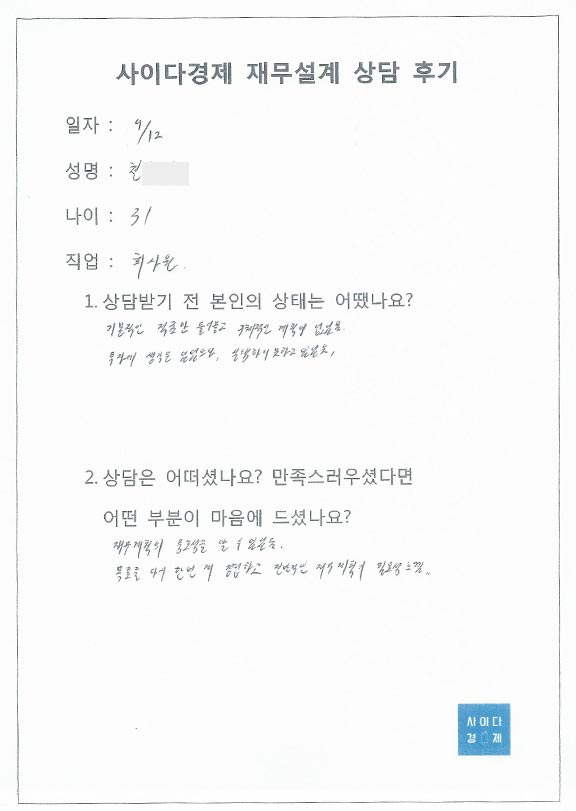 사이다경제 재무설계 상담 후기
일자 : 9/12
성명 : 천
나이 : 31
직업 : 회사원.
1. 상담받기 전 본인의 상태는 어땠나요?
기본적인 적금만 들어놓고 구체적인 계획이 없었음.
투자에 생각은 있었으나, 실행하지 못하고 있었음.
2. 상담은 어떠셨나요? 만족스러우셨다면
어떤 부분이 마음에 드셨나요?
재무계획의 중요성을 알 수 있었음.
목표를 다시 한번 재 정립하고 전반적인 재무계획의 필요성 느낌..
사이다
경제